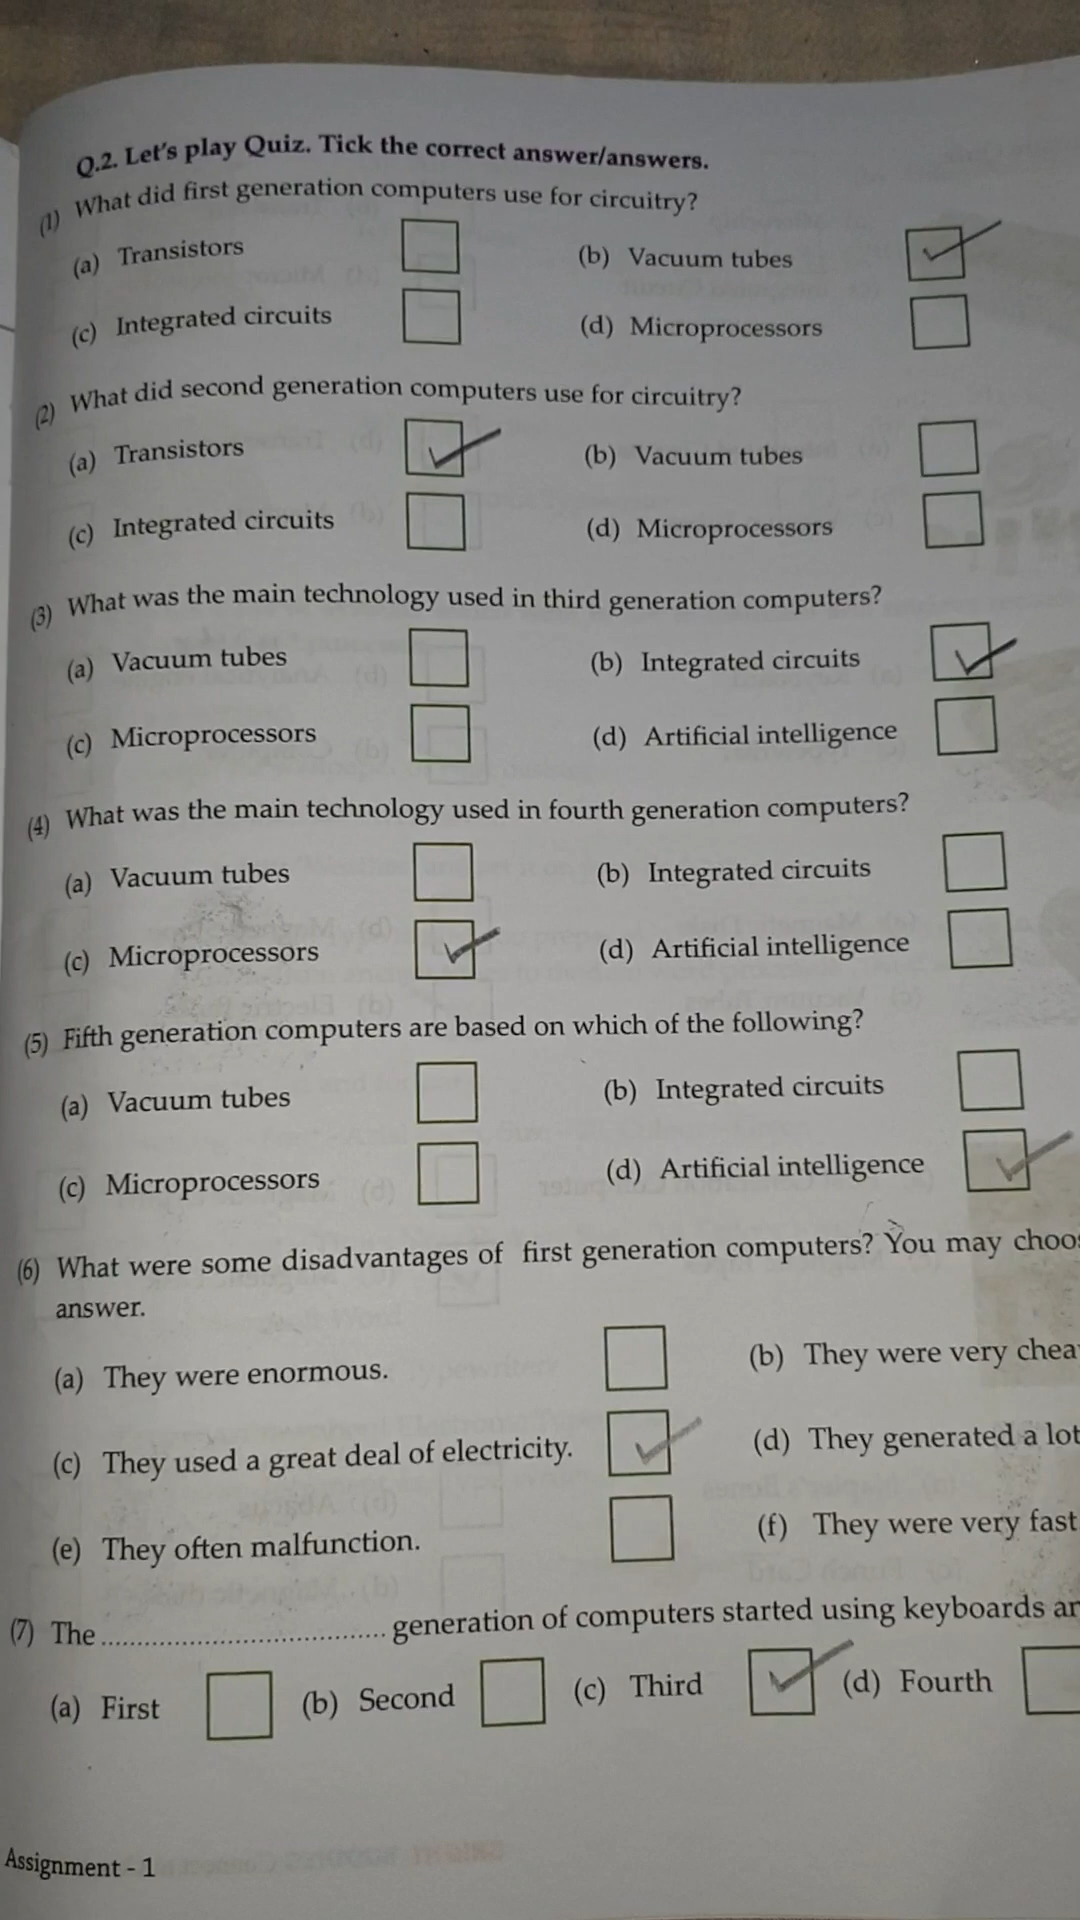 Q.2. Let's play Quiz. Tick the correct answer/answers.
(1) What did first generation computers use for circuitry?
(a) Transistors (b) Vacuum tubes
(c) Integrated circuits (d) Microprocessors
(2) What did second generation computers use for circuitry?
(a) Transistors (b) Vacuum tubes
(c) Integrated circuits (d) Microprocessors
(3) What was the main technology used in third generation computers?
(a) Vacuum tubes (b) Integrated circuits
(c) Microprocessors (d) Artificial intelligence
(4) What was the main technology used in fourth generation computers?
(a) Vacuum tubes (b) Integrated circuits
(c) Microprocessors (d) Artificial intelligence
(5) Fifth generation computers are based on which of the following?
(a) Vacuum tubes (b) Integrated circuits
(c) Microprocessors (d) Artificial intelligence
(6) What were some disadvantages of first generation computers? You may
answer.
(a) They were enormous. (b) They were very
(c) They used a great deal of electricity. (d) They generated a lot
(e) They often malfunction. (f) They were very fast
(7) The ................................... generation of computers started using keyboards
(a) First (b) Second (c) Third (d) Fourth
Assignment - 1